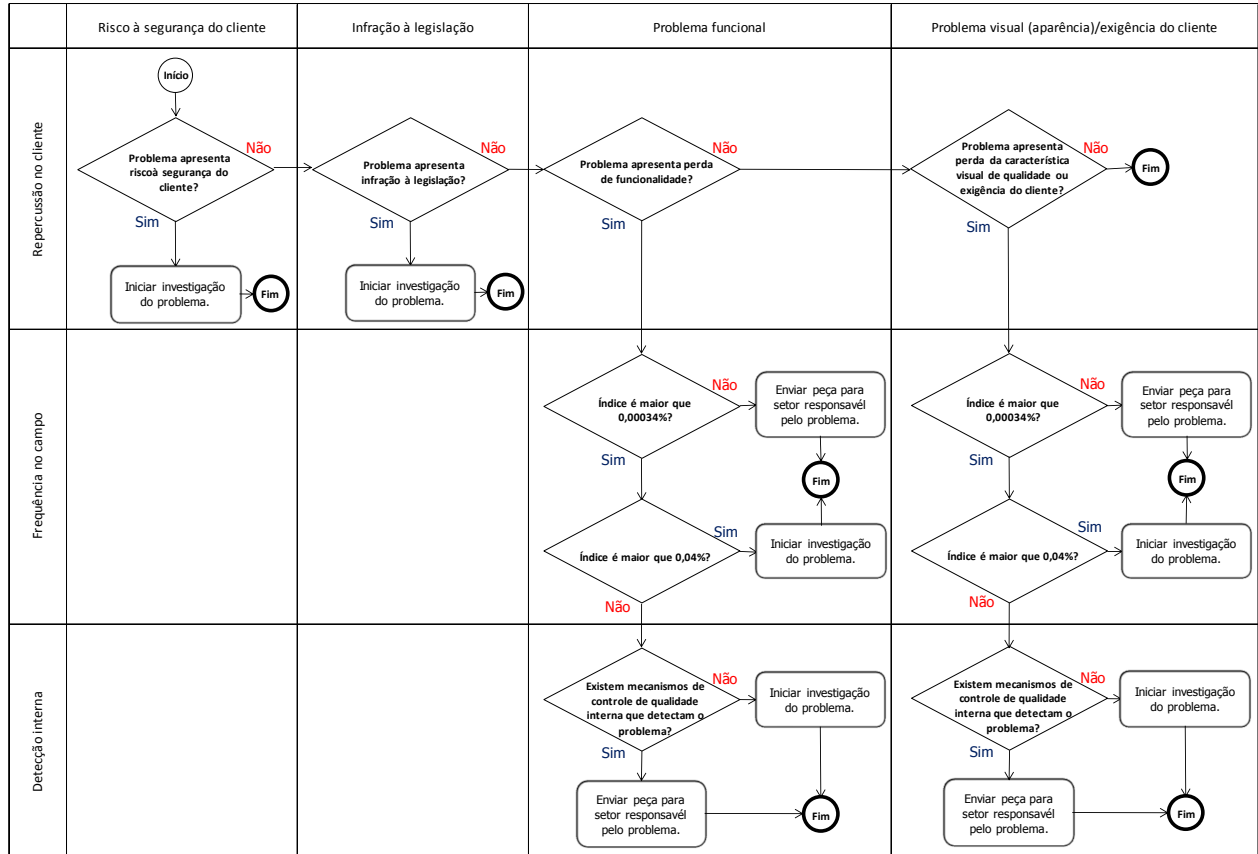 Risco à segurança do cliente
Infração à legislação
Problema funcional
Problema visual (aparência)/exigência do cliente
Repercussão no cliente
Início
Problema apresenta
riscoà segurança do
cliente?
Não
Sim
Iniciar investigação
do problema.
Fim
Problema apresenta
infração à legislação?
Não
Sim
Iniciar investigação
do problema.
Fim
Problema apresenta perda
de funcionalidade?
Não
Sim
Problema apresenta
perda da característica
visual de qualidade ou
exigência do cliente?
Não
Fim
Sim
Frequência no campo
Índice é maior que
0,00034%?
Não
Enviar peça para
setor responsavél
pelo problema.
Sim
Fim
Índice é maior que 0,04%?
Sim
Iniciar investigação
do problema.
Não
Índice é maior que
0,00034%?
Não
Enviar peça para
setor responsavél
pelo problema.
Sim
Fim
Índice é maior que 0,04%?
Sim
Iniciar investigação
do problema.
Não
Detecção interna
Existem mecanismos de
controle de qualidade
interna que detectam o
problema?
Não
Iniciar investigação
do problema.
Sim
Enviar peça para
setor responsavél
pelo problema.
Fim
Existem mecanismos de
controle de qualidade
interna que detectam o
problema?
Não
Iniciar investigação
do problema.
Sim
Enviar peça para
setor responsavél
pelo problema.
Fim